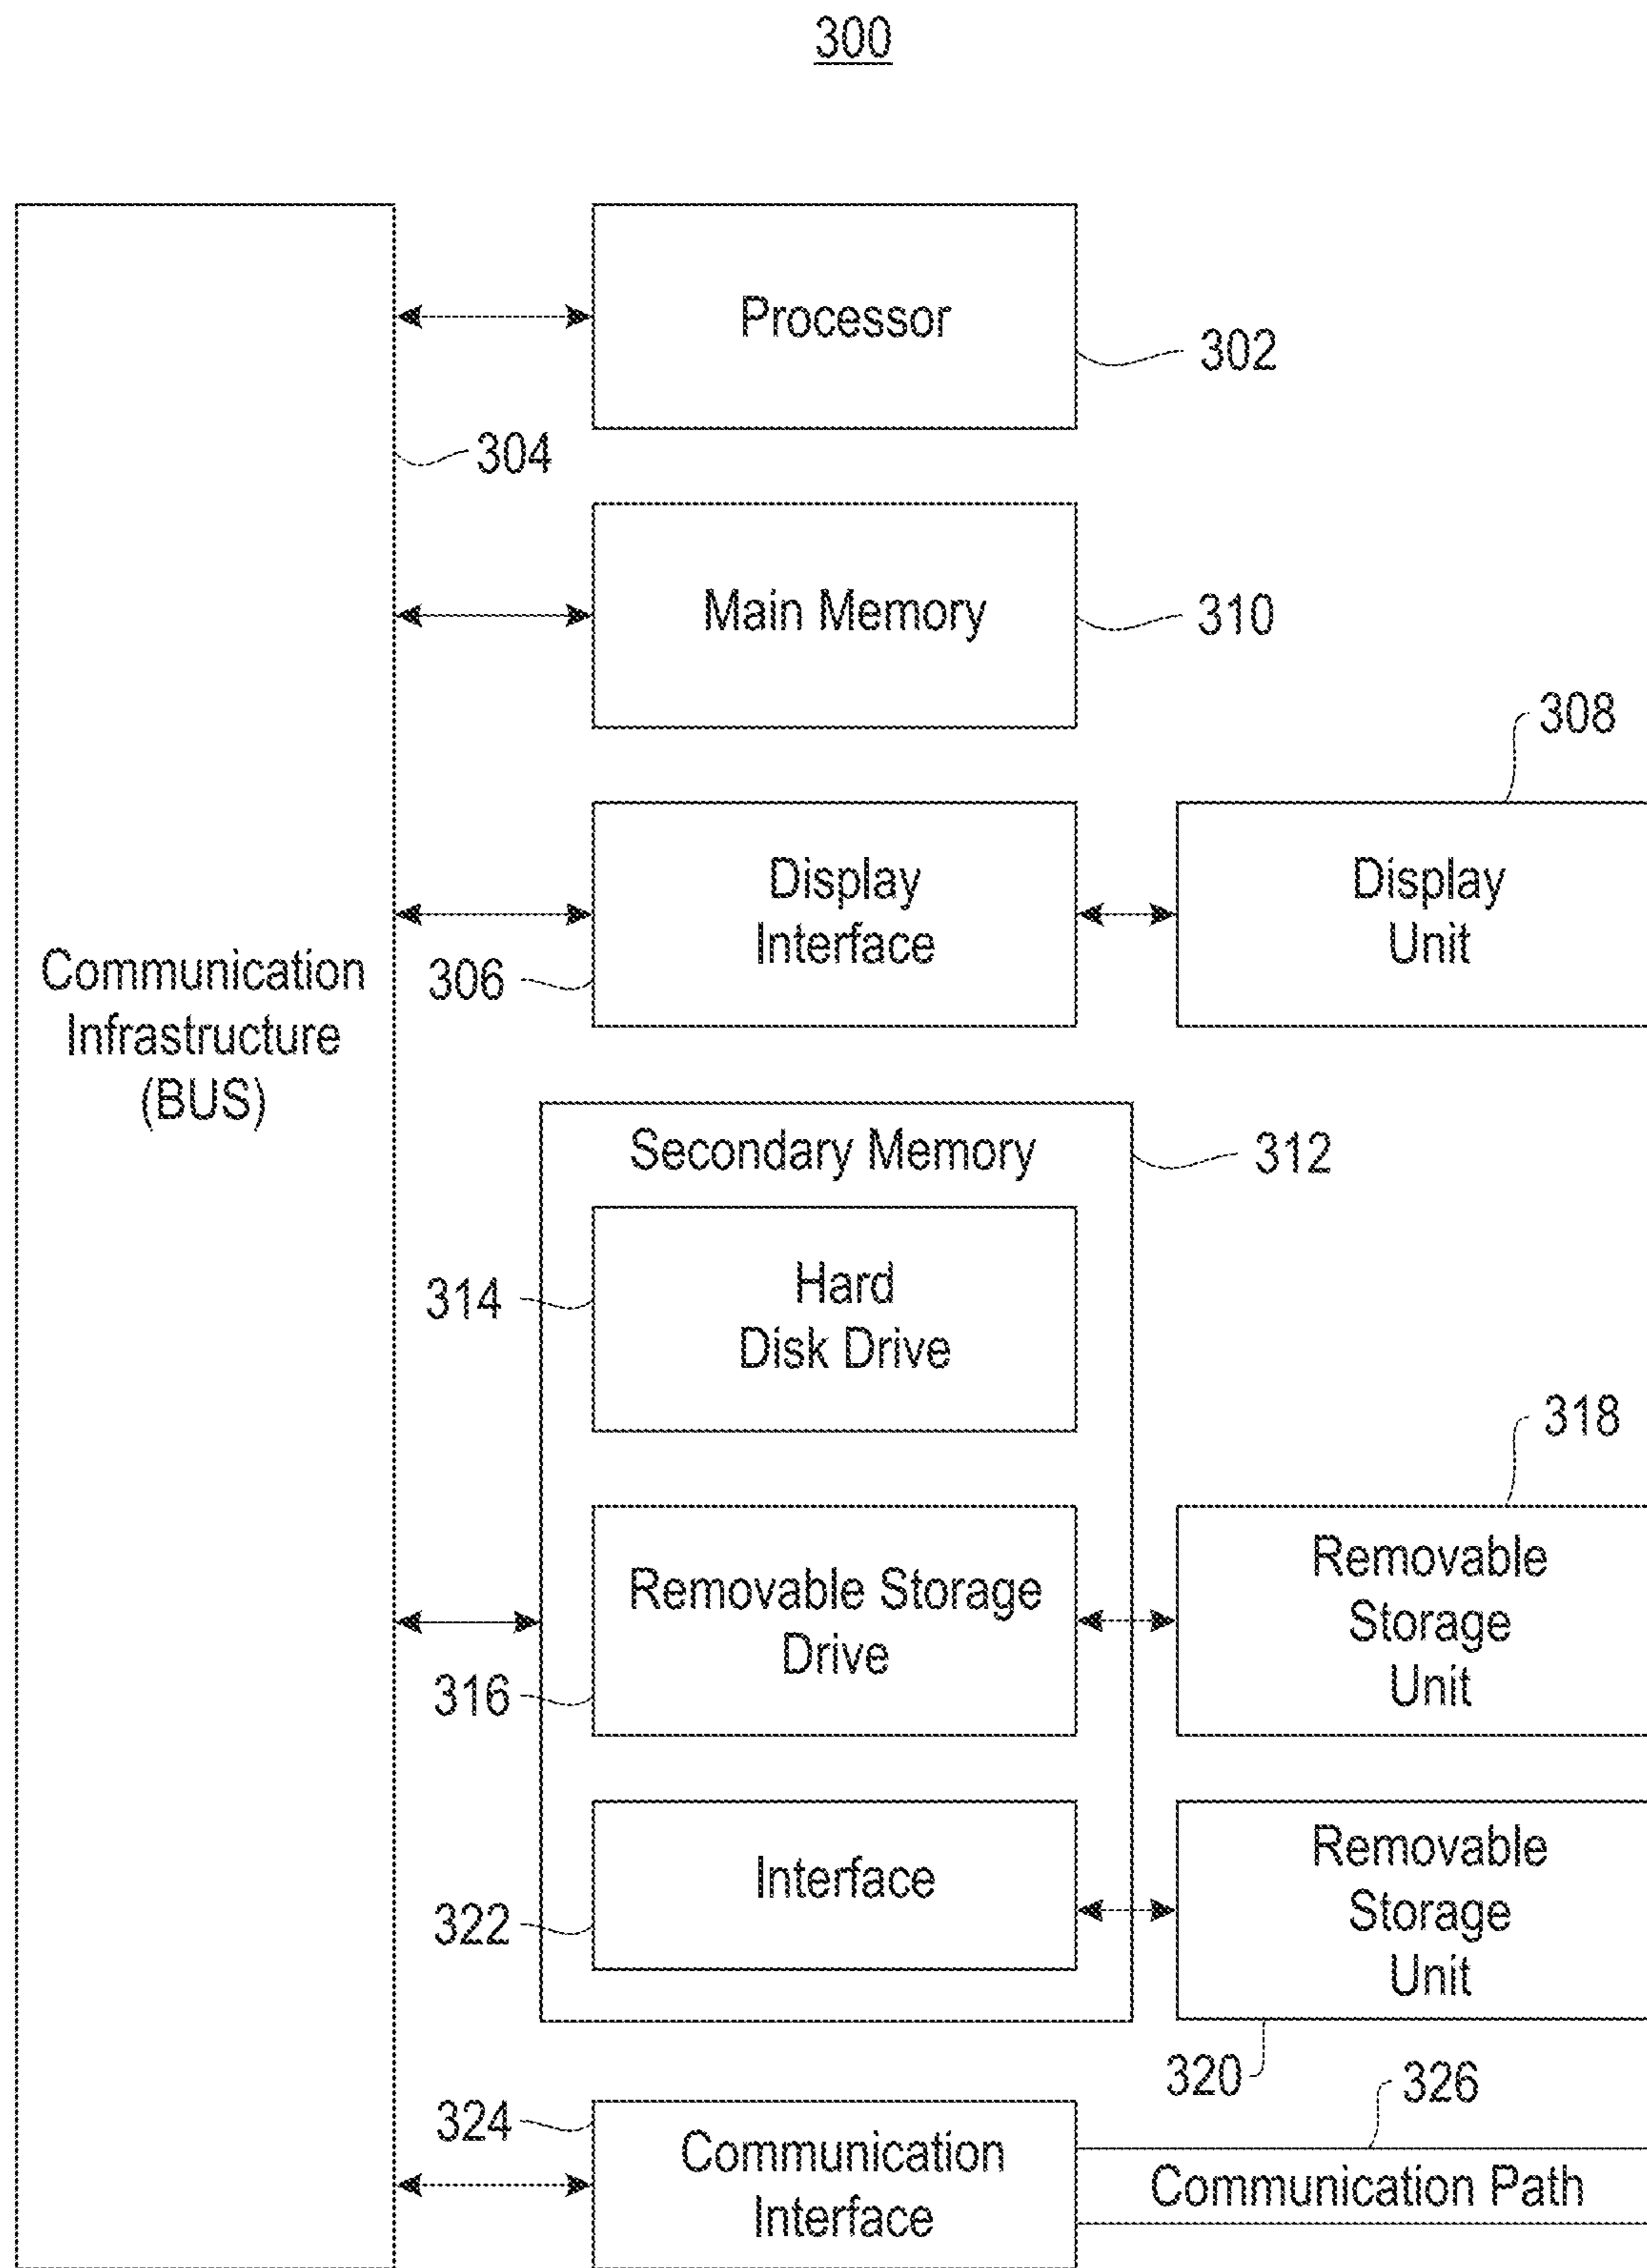 300
Processor
302
304
Main Memory
310
308
Display
Interface
306
Display
Unit
Communication
Infrastructure
(BUS)
Secondary Memory
312
Hard
Disk Drive
314
318
Removable Storage
Drive
316
Removable
Storage
Unit
Interface
322
Removable
Storage
Unit
320
326
324
Communication
Interface
Communication Path